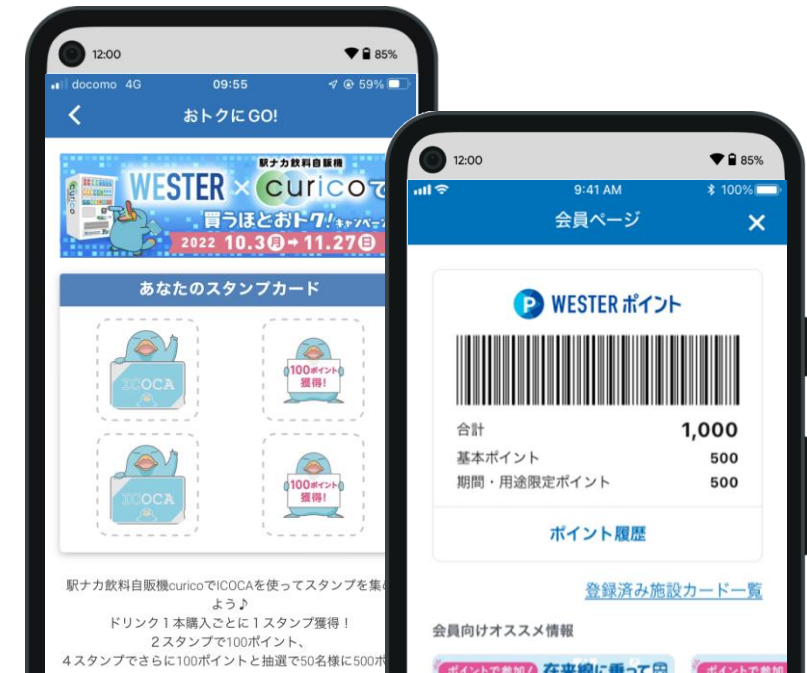 12:00
85%
docomo 4G
09:55
59%
おトクにGO!
curico
駅ナカ飲料自販機
WESTER × curicoで
買うほどおトク!キャンペーン
2022 10.3月→11.27日
あなたのスタンプカード
ICOCA
100ポイント
獲得!
ICOCA
100ポイント
獲得!
駅ナカ飲料自販機curicoでICOCAを使ってスタンプを集め
よう♪
ドリンク1本購入ごとに1スタンプ獲得！
2スタンプで100ポイント、
4スタンプでさらに100ポイントと抽選で50名様に500ポ
12:00
85%
9:41 AM
100%
会員ページ
P WESTER ポイント
合計
1,000
基本ポイント
500
期間・用途限定ポイント
500
ポイント履歴
登録済み施設カード一覧
会員向けオススメ情報
ポイントで参加!
在来線に乗って
ポイントで参加